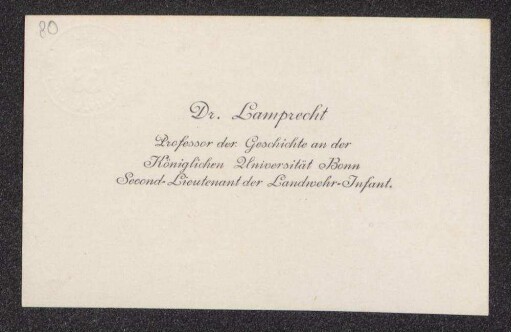 80
Dr. Lamprecht
Professor der Geschichte an der
Königlichen Universität Bonn
Second-Lieutenant der Landwehr-Infant.